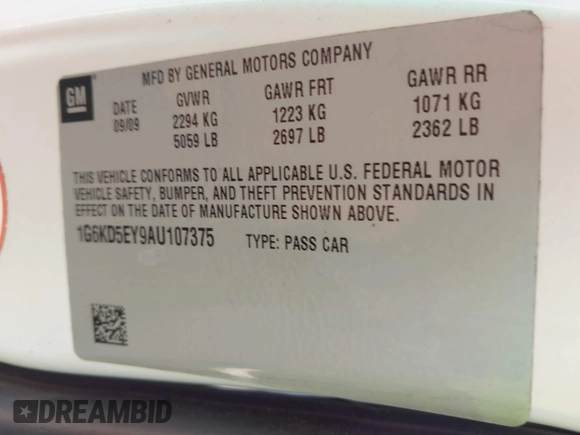 MFD BY GENERAL MOTORS COMPANY
GM
DATE GVWR GAWR FRT GAWR RR
09/09 2294 KG 1223 KG 1071 KG
5059 LB 2697 LB 2362 LB
THIS VEHICLE CONFORMS TO ALL APPLICABLE U.S. FEDERAL MOTOR
VEHICLE SAFETY, BUMPER, AND THEFT PREVENTION STANDARDS IN
EFFECT ON THE DATE OF MANUFACTURE SHOWN ABOVE.
1G6KD5EY9AU107375 TYPE: PASS CAR
DREAMBID